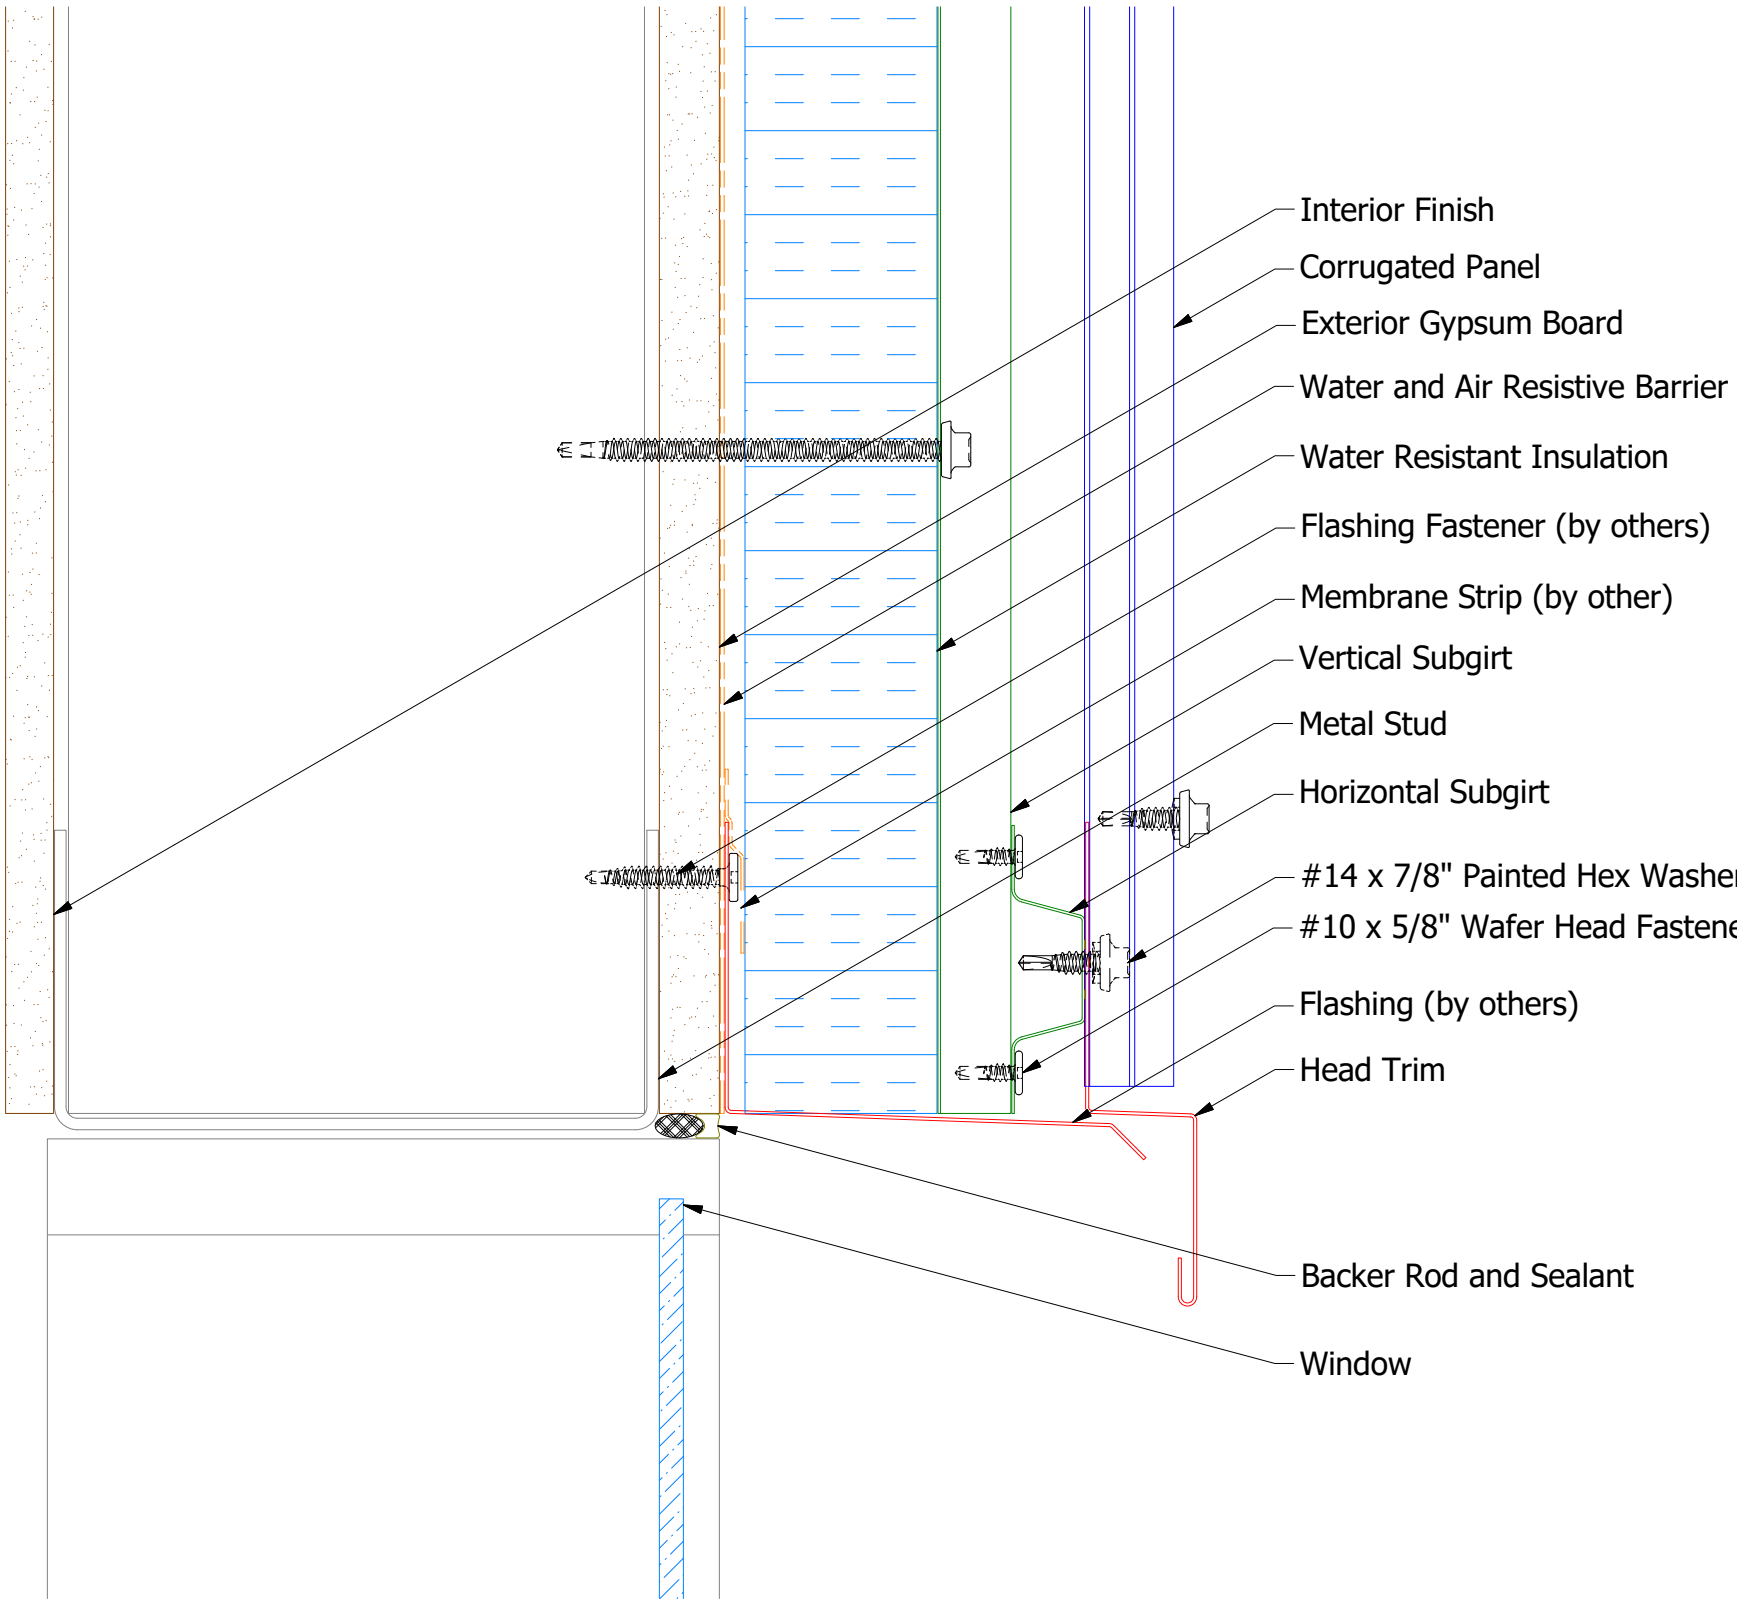 Interior Finish
Corrugated Panel
Exterior Gypsum Board
Water and Air Resistive Barrier
Water Resistant Insulation
Flashing Fastener (by others)
Membrane Strip (by other)
Vertical Subgirt
Metal Stud
Horizontal Subgirt
#14 x 7/8" Painted Hex Washer
#10 x 5/8" Wafer Head Fastene
Flashing (by others)
Head Trim
Backer Rod and Sealant
Window